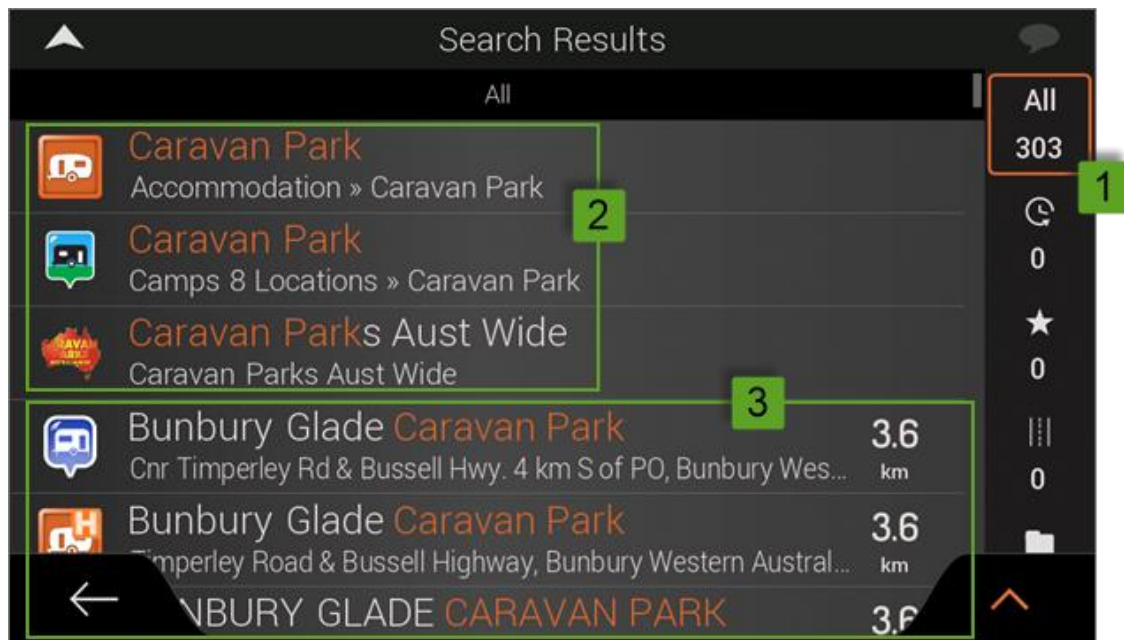 Search Results
All
All
303
1
Caravan Park
Accommodation » Caravan Park
2
0
Caravan Park
Camps 8 Locations » Caravan Park
Caravan Parks Aust Wide
Caravan Parks Aust Wide
0
3
Bunbury Glade Caravan Park
Cnr Timperley Rd & Bussell Hwy. 4 km S of PO, Bunbury Wes...
3.6
km
0
Bunbury Glade Caravan Park
Timperley Road & Bussell Highway, Bunbury Western Austral...
3.6
km
NBURY GLADE CARAVAN PARK
3.6